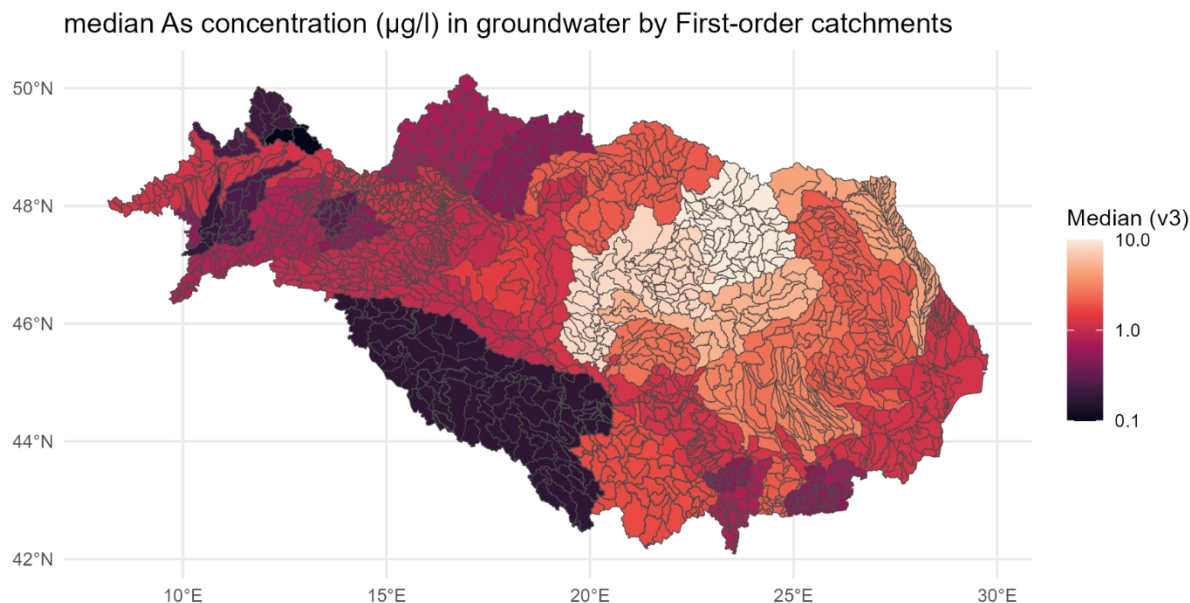 median As concentration (µg/l) in groundwater by First-order catchments
50°N
48°N
46°N
44°N
42°N
10°E
15°E
20°E
25°E
30°E
Median (v3)
10.0
1.0
0.1